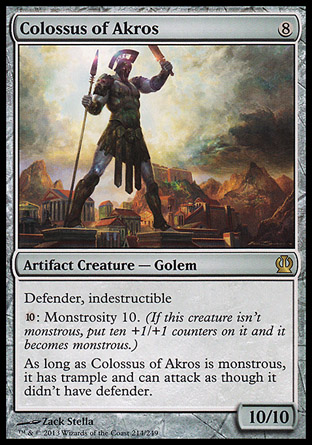 Colossus of Akros 8
Artifact Creature — Golem
Defender, indestructible
10: Monstrosity 10. (If this creature isn't
monstrous, put ten +1/+1 counters on it and it
becomes monstrous.)
As long as Colossus of Akros is monstrous,
it has trample and can attack as though it
didn't have defender.
10/10
Zack Stella
™ & © 2013 Wizards of the Coast 214/249